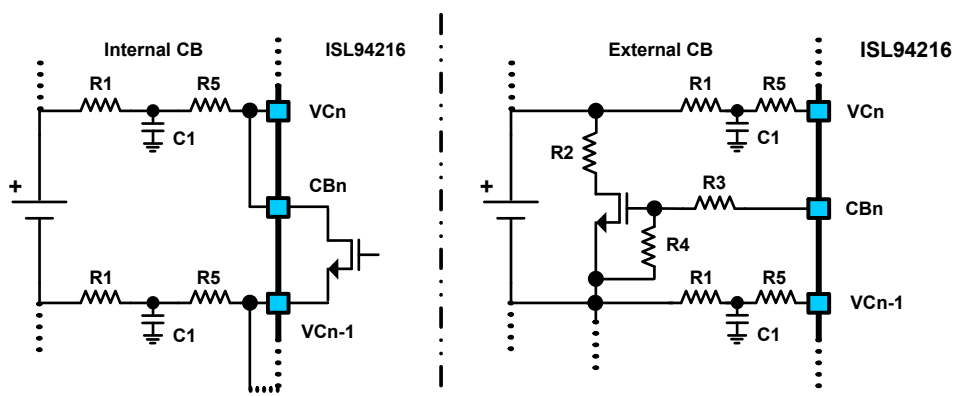 Internal CB
ISL94216
R1
R5
VCn
C1
CBn
+
R1
R5
C1
VCn-1
External CB
ISL94216
R1
R5
VCn
R2
C1
R3
+
CBn
R4
R1
R5
VCn-1
C1